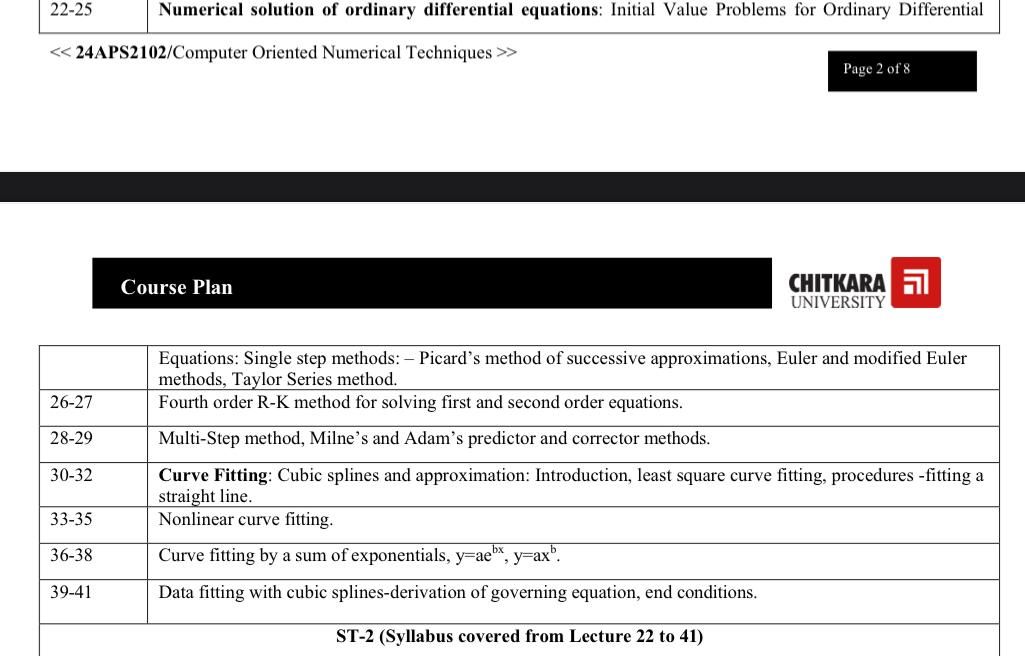 22-25 Numerical solution of ordinary differential equations: Initial Value Problems for Ordinary Differential
<< 24APS2102/Computer Oriented Numerical Techniques >>
Page 2 of 8
Course Plan
CHITKARA
UNIVERSITY
Equations: Single step methods: – Picard’s method of successive approximations, Euler and modified Euler
methods, Taylor Series method.
26-27 Fourth order R-K method for solving first and second order equations.
28-29 Multi-Step method, Milne’s and Adam’s predictor and corrector methods.
30-32 Curve Fitting: Cubic splines and approximation: Introduction, least square curve fitting, procedures -fitting a
straight line.
33-35 Nonlinear curve fitting.
36-38 Curve fitting by a sum of exponentials, y=ae^bx, y=ax^b.
39-41 Data fitting with cubic splines-derivation of governing equation, end conditions.
ST-2 (Syllabus covered from Lecture 22 to 41)